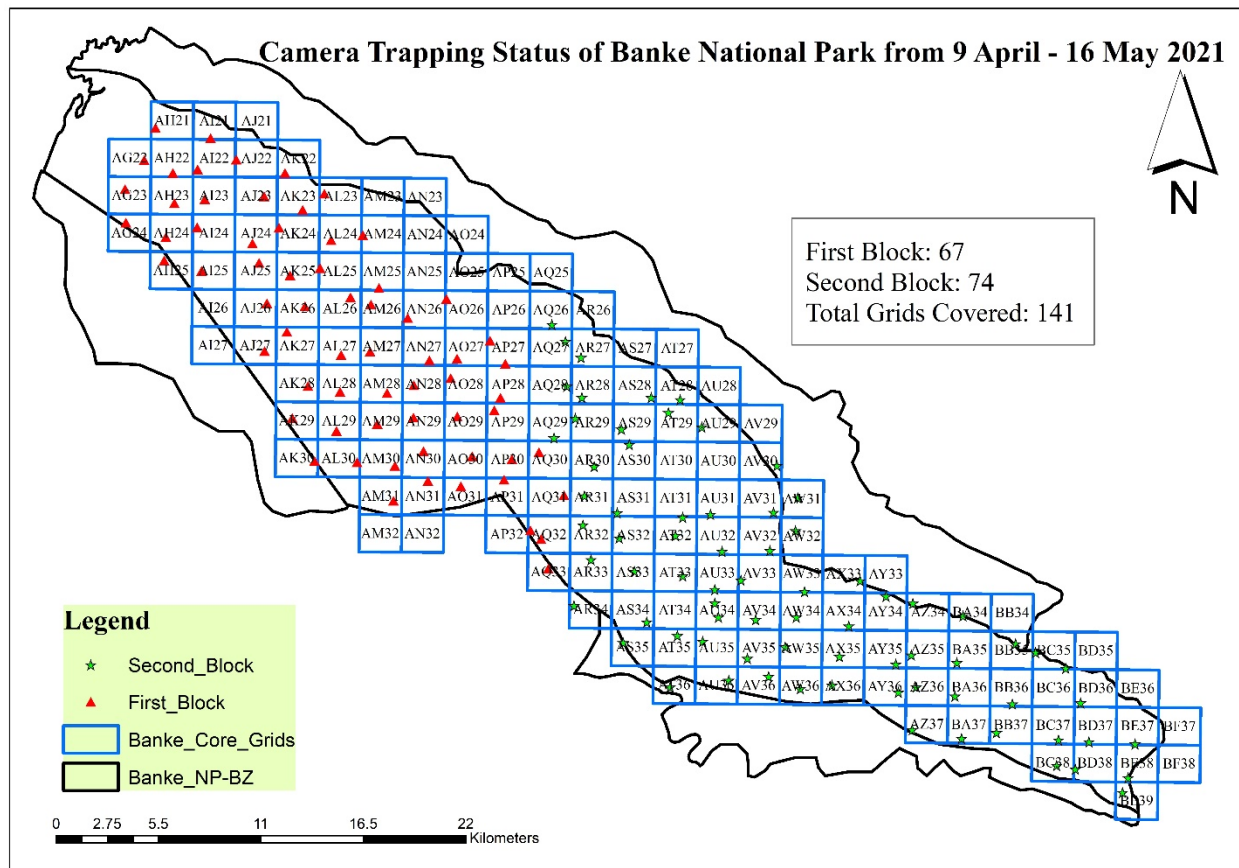 Camera Trapping Status of Banke National Park from 9 April - 16 May 2021
N
First Block: 67
Second Block: 74
Total Grids Covered: 141
AH21 AI21 AJ21
AG22 AH22 AI22 AJ22 AK22
AG23 AH23 AI23 AJ23 AK23 AL23 AM23 AN23
AG24 AH24 AI24 AJ24 AK24 AL24 AM24 AN24 AO24
AH25 AI25 AJ25 AK25 AL25 AM25 AN25 AO25 AP25 AQ25
AI26 AJ26 AK26 AL26 AM26 AN26 AO26 AP26 AQ26 AR26
AI27 AJ27 AK27 AL27 AM27 AN27 AO27 AP27 AQ27 AR27 AS27 AT27
AK28 AL28 AM28 AN28 AO28 AP28 AQ28 AR28 AS28 AT28 AU28
AK29 AL29 AM29 AN29 AO29 AP29 AQ29 AR29 AS29 AT29 AU29 AV29
AK30 AL30 AM30 AN30 AO30 AP30 AQ30 AR30 AS30 AT30 AU30 AV30
AM31 AN31 AO31 AP31 AQ31 AR31 AS31 AT31 AU31 AV31 AW31
AM32 AN32 AP32 AQ32 AR32 AS32 AT32 AU32 AV32 AW32
AQ33 AR33 AS33 AT33 AU33 AV33 AW33 AX33 AY33
AR34 AS34 AT34 AU34 AV34 AW34 AX34 AY34 AZ34 BA34 BB34
AS35 AT35 AU35 AV35 AW35 AX35 AY35 AZ35 BA35 BB35 BC35 BD35
AT36 AU36 AV36 AW36 AX36 AY36 AZ36 BA36 BB36 BC36 BD36 BE36
AZ37 BA37 BB37 BC37 BD37 BE37 BF37
BC38 BD38 BE38 BF38
BE39
Legend
Second_Block
First_Block
Banke_Core_Grids
Banke_NP-BZ
0 2.75 5.5 11 16.5 22
Kilometers